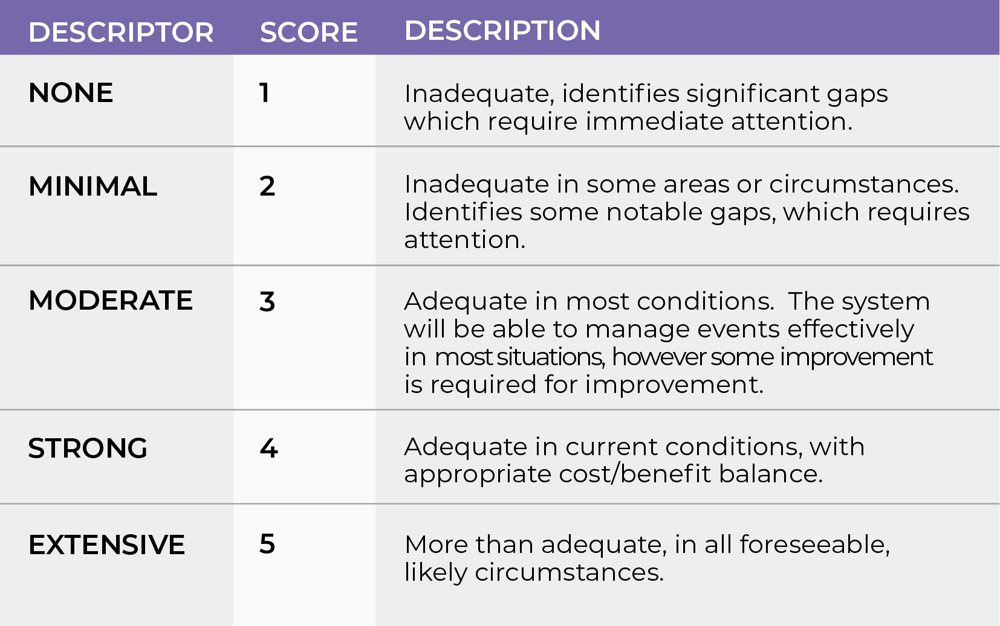 DESCRIPTOR SCORE DESCRIPTION
NONE 1 Inadequate, identifies significant gaps
which require immediate attention.
MINIMAL 2 Inadequate in some areas or circumstances.
Identifies some notable gaps, which requires
attention.
MODERATE 3 Adequate in most conditions.  The system
will be able to manage events effectively
in most situations, however some improvement
is required for improvement.
STRONG 4 Adequate in current conditions, with
appropriate cost/benefit balance.
EXTENSIVE 5 More than adequate, in all foreseeable,
likely circumstances.